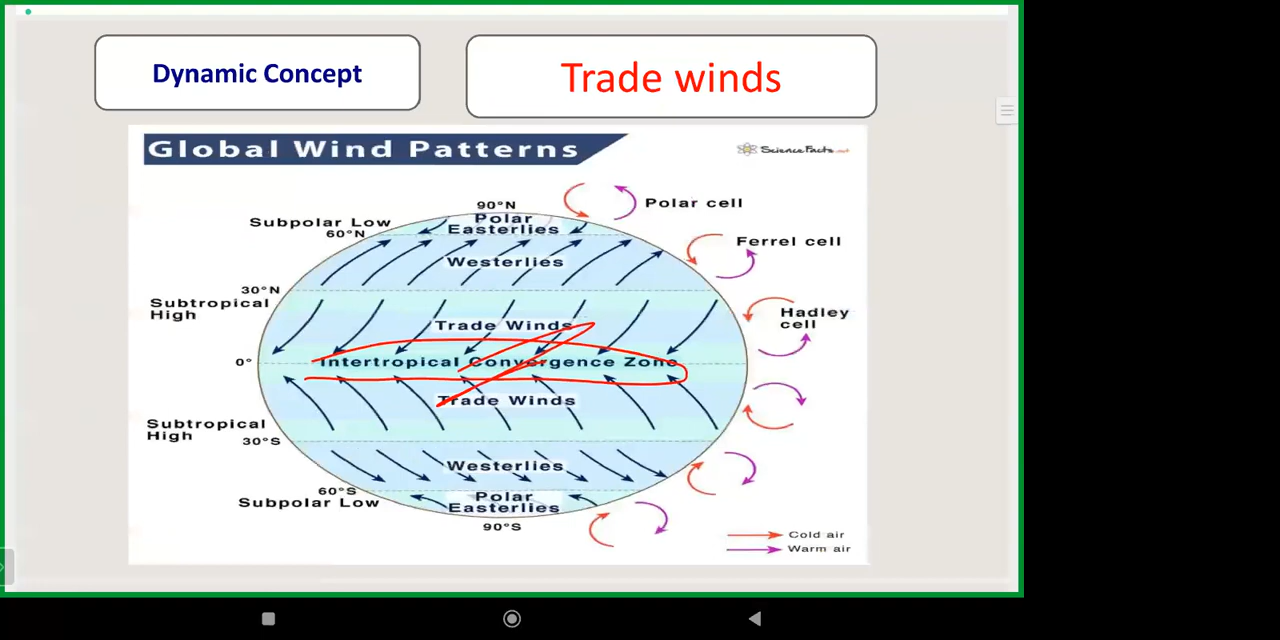 Dynamic Concept
Trade winds
Global Wind Patterns
ScienceFacts.net
90°N
Polar cell
Subpolar Low
Polar
Easterlies
60°N
Ferrel cell
Westerlies
30°N
Subtropical
High
Hadley
cell
Trade Winds
0°
Intertropical Convergence Zone
Trade Winds
Subtropical
High
30°S
Westerlies
60°S
Subpolar Low
Polar
Easterlies
90°S
Cold air
Warm air